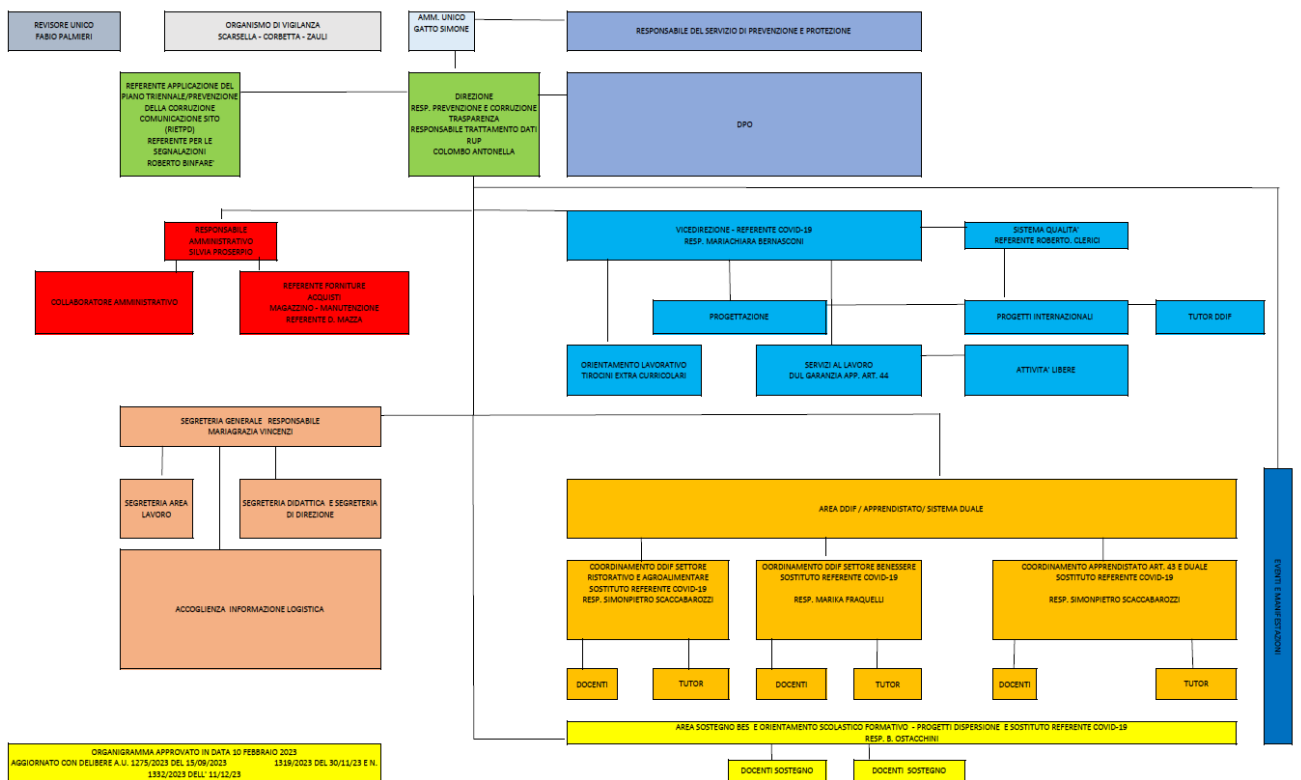 REVISORE UNICO
FABIO PALMIERI
ORGANISMO DI VIGILANZA
SCARSELLA - CORBETTA - ZAULI
AMM. UNICO
GATTO SIMONE
RESPONSABILE DEL SERVIZIO DI PREVENZIONE E PROTEZIONE
REFERENTE APPLICAZIONE DEL
PIANO TRIENNALE/PREVENZIONE
DELLA CORRUZIONE
COMUNICAZIONE SITO
(RIETPD)
REFERENTE PER LE
SEGNALAZIONI
ROBERTO BINFARE'
DIREZIONE
RESP. PREVENZIONE E CORRUZIONE
TRASPARENZA
RESPONSABILE TRATTAMENTO DATI
RUP
COLOMBO ANTONELLA
DPO
RESPONSABILE
AMMINISTRATIVO
SILVIA PROSERPIO
VICEDIREZIONE - REFERENTE COVID-19
RESP. MARIACHIARA BERNASCONI
SISTEMA QUALITA'
REFERENTE ROBERTO. CLERICI
COLLABORATORE AMMINISTRATIVO
REFERENTE FORNITURE
ACQUISTI
MAGAZZINO - MANUTENZIONE
REFERENTE O. MAZZA
PROGETTAZIONE
PROGETTI INTERNAZIONALI
TUTOR DDIF
ORIENTAMENTO LAVORATIVO
TIROCINI EXTRA CURRICOLARI
SERVIZI AL LAVORO
DUL GARANZIA APP. ART. 44
ATTIVITA' LIBERE
SEGRETERIA GENERALE RESPONSABILE
MARIAGRAZIA VINCENZI
SEGRETERIA AREA
LAVORO
SEGRETERIA DIDATTICA E SEGRETERIA
DI DIREZIONE
ACCOGLIENZA INFORMAZIONE LOGISTICA
AREA DDIF / APPRENDISTATO/ SISTEMA DUALE
COORDINAMENTO DDIF SETTORE
RISTORATIVO E AGROALIMENTARE
SOSTITUTO REFERENTE COVID-19
RESP. SIMONPIETRO SCACCABAROZZI
OORDINAMENTO DDIF SETTORE BENESSERE
SOSTITUTO REFERENTE COVID-19
RESP. MARIKA FRAQUELLI
COORDINAMENTO APPRENDISTATO ART. 43 E DUALE
SOSTITUTO REFERENTE COVID-19
RESP. SIMONPIETRO SCACCABAROZZI
DOCENTI
TUTOR
DOCENTI
TUTOR
DOCENTI
TUTOR
EVENTI E MANIFESTAZIONI
AREA SOSTEGNO BES E ORIENTAMENTO SCOLASTICO FORMATIVO - PROGETTI DISPERSIONE E SOSTITUTO REFERENTE COVID-19
RESP. B. OSTACCHINI
DOCENTI SOSTEGNO
DOCENTI SOSTEGNO
ORGANIGRAMMA APPROVATO IN DATA 10 FEBBRAIO 2023
AGGIORNATO CON DELIBERE A.U. 1275/2023 DEL 15/09/2023 1319/2023 DEL 30/11/23 E N.
1332/2023 DELL' 11/12/23